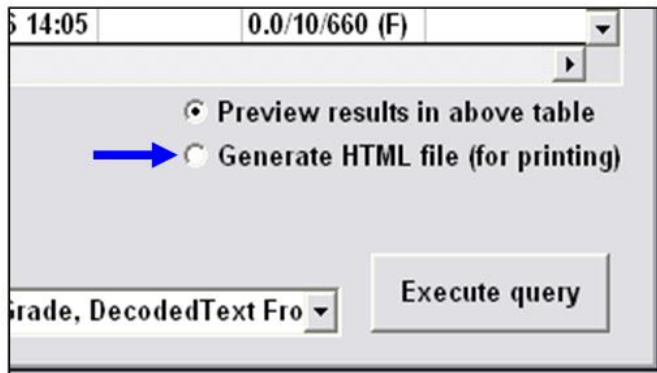 14:05 0.0/10/660 (F)
Preview results in above table
Generate HTML file (for printing)
Execute query
DecodedText Fro